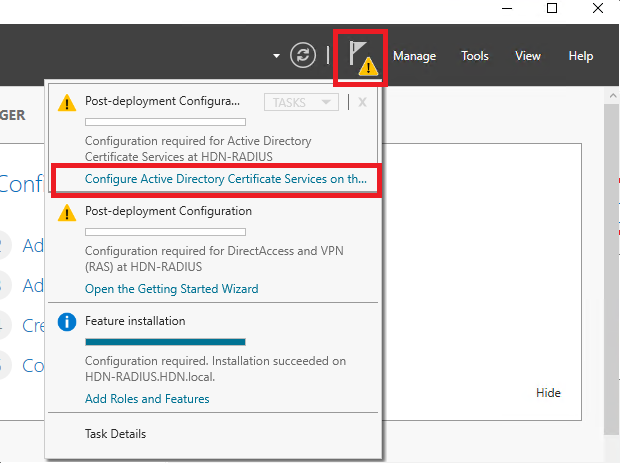 Manage Tools View Help
GER
Post-deployment Configura... TASKS X
Configuration required for Active Directory
Certificate Services at HDN-RADIUS
Configure Active Directory Certificate Services on th...
Conf
Post-deployment Configuration
Ad
Configuration required for DirectAccess and VPN
(RAS) at HDN-RADIUS
Ad
Open the Getting Started Wizard
Feature installation
Cre
Configuration required. Installation succeeded on
HDN-RADIUS.HDN.local.
Co
Hide
Add Roles and Features
Task Details